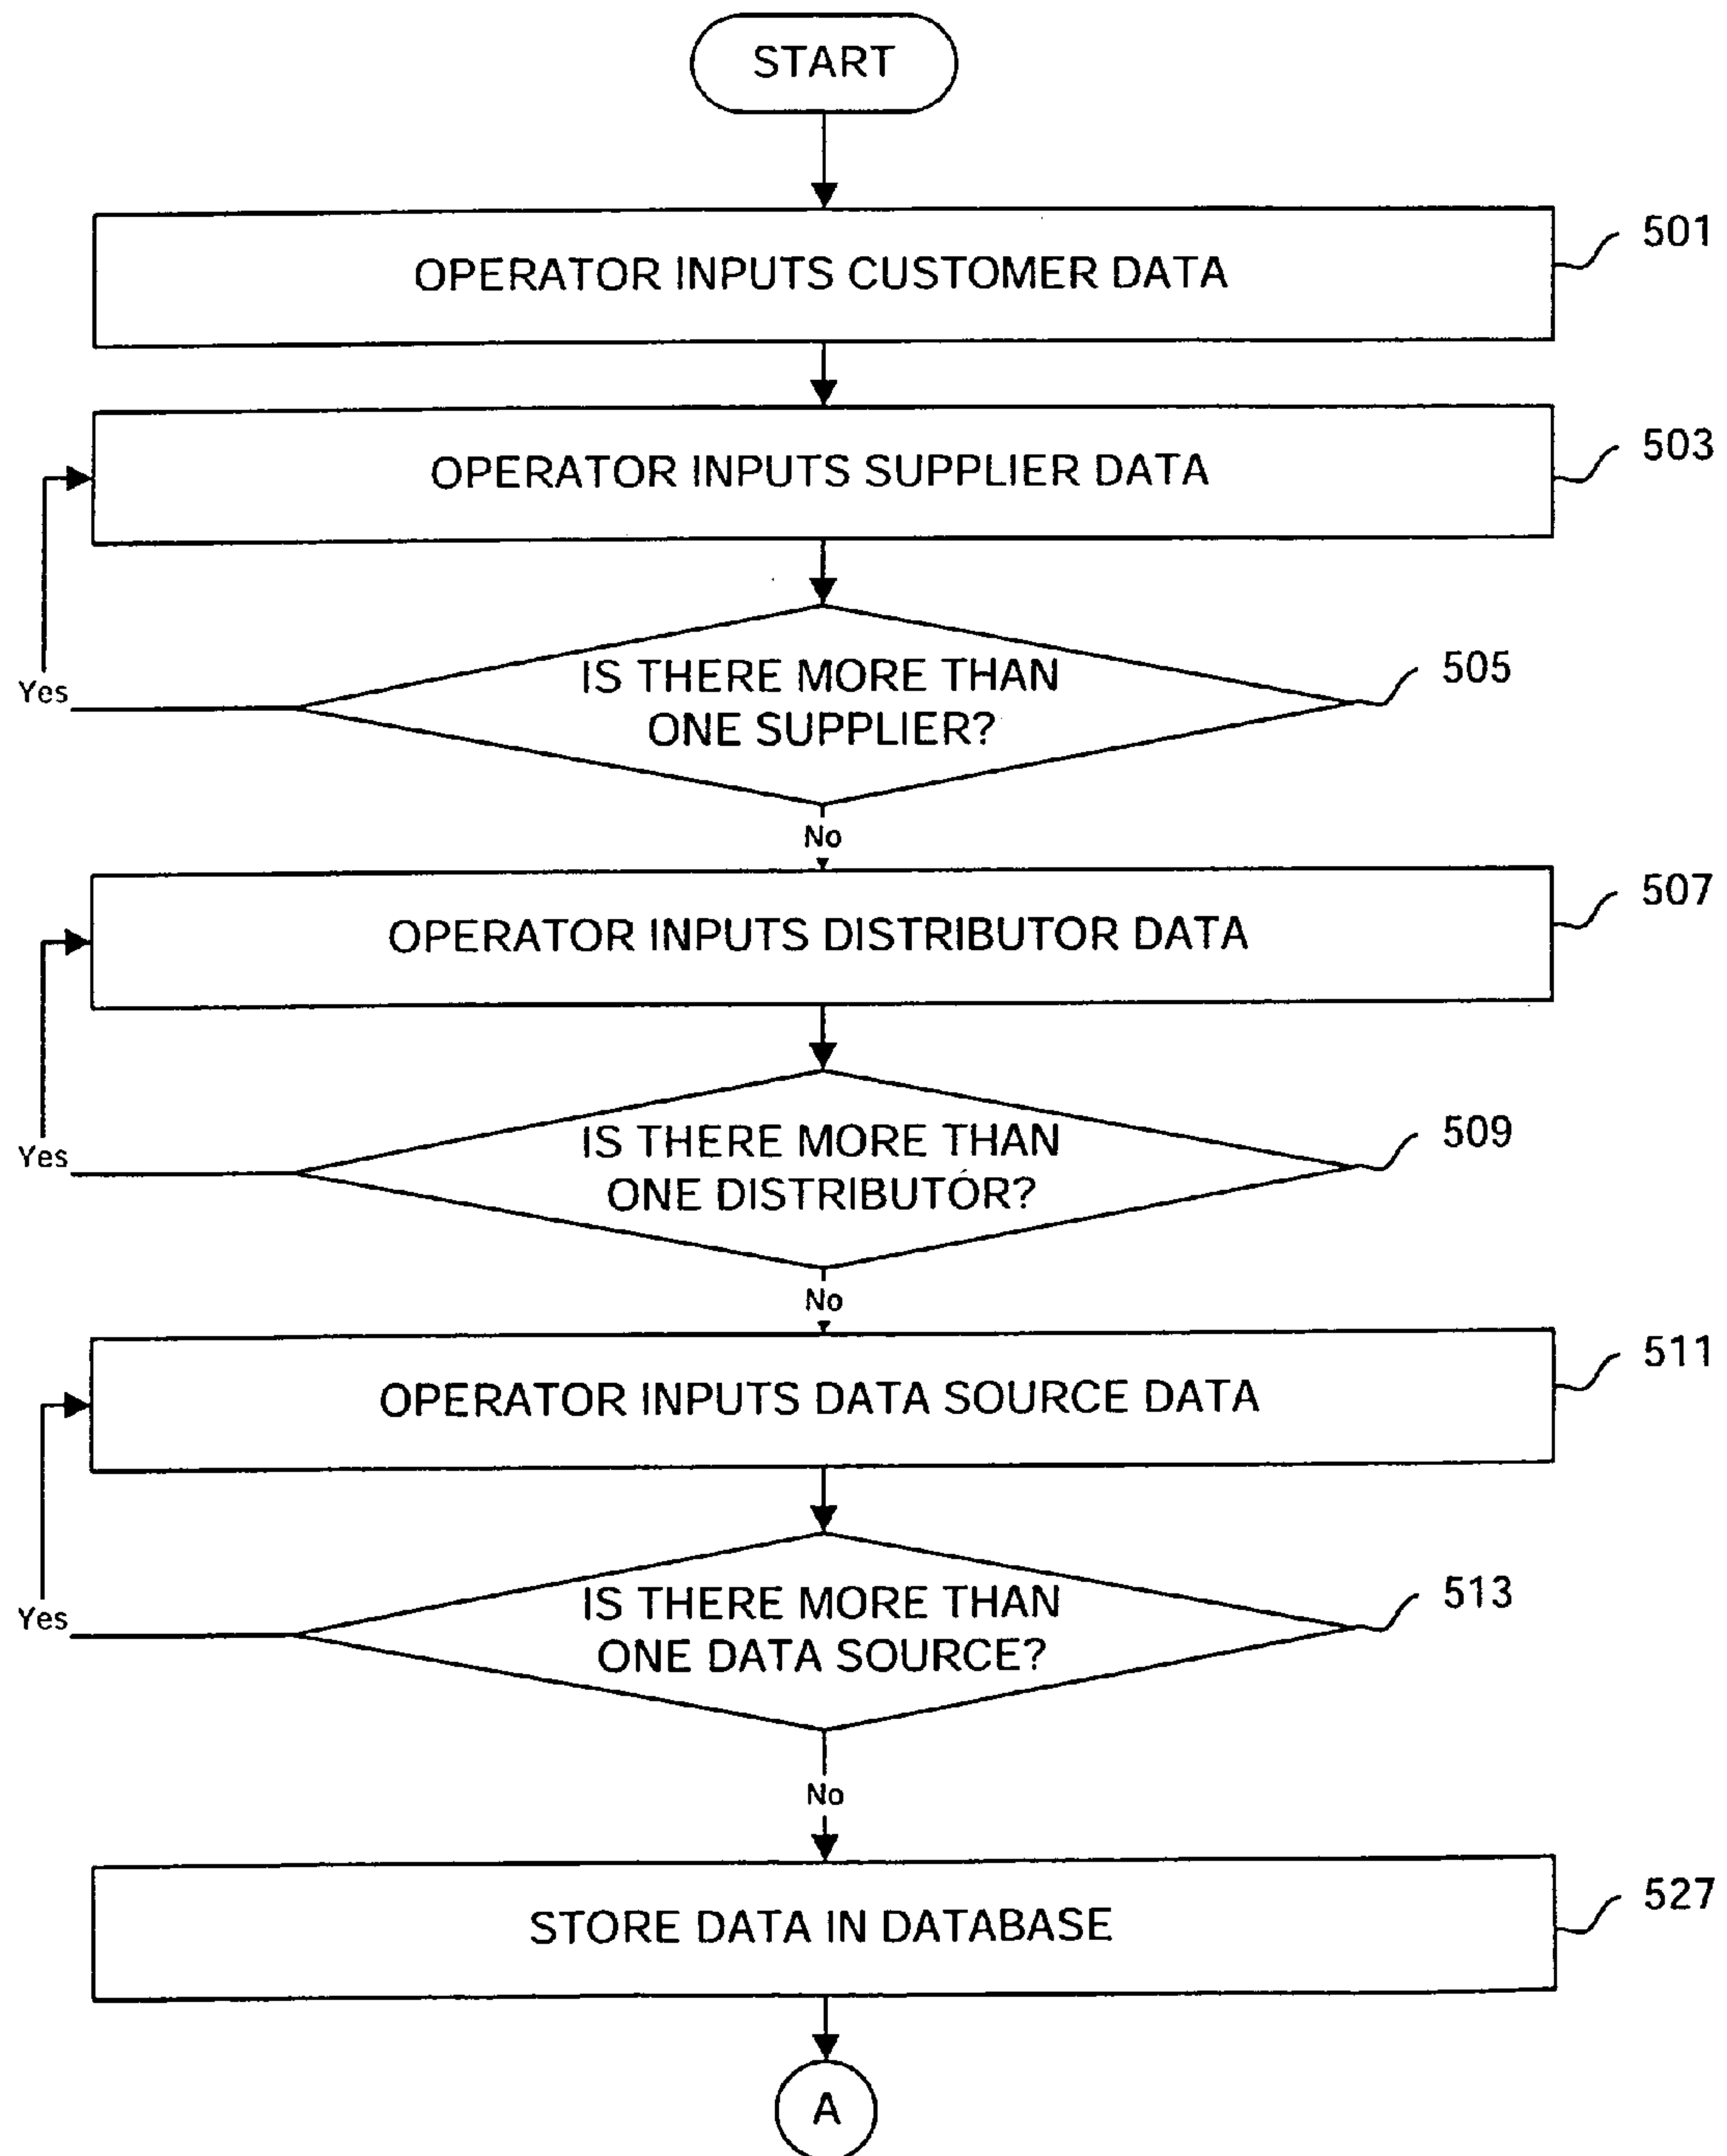 START
OPERATOR INPUTS CUSTOMER DATA
501
OPERATOR INPUTS SUPPLIER DATA
503
IS THERE MORE THAN
ONE SUPPLIER?
505
Yes
No
OPERATOR INPUTS DISTRIBUTOR DATA
507
IS THERE MORE THAN
ONE DISTRIBUTOR?
509
Yes
No
OPERATOR INPUTS DATA SOURCE DATA
511
IS THERE MORE THAN
ONE DATA SOURCE?
513
Yes
No
STORE DATA IN DATABASE
527
A